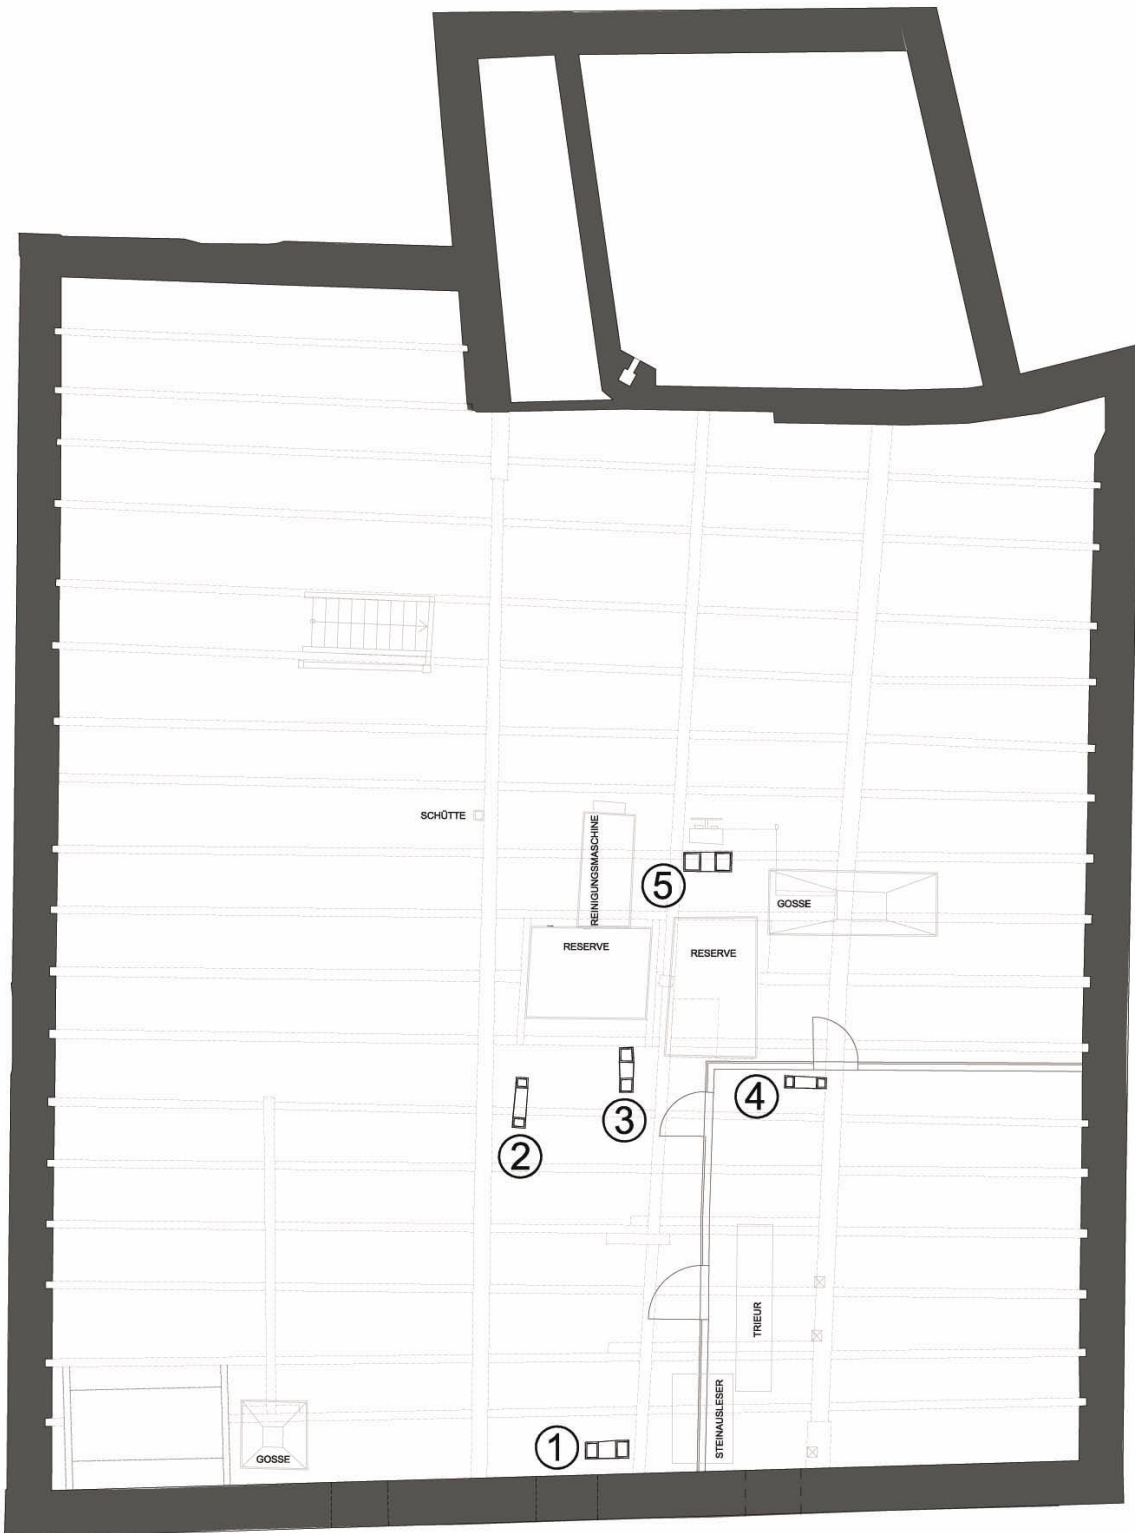 SCHÜTTE
REINIGUNGSMASCHINE
5
GOSSE
RESERVE
RESERVE
4
3
2
TRIEUR
STEINAUSLESER
1
GOSSE